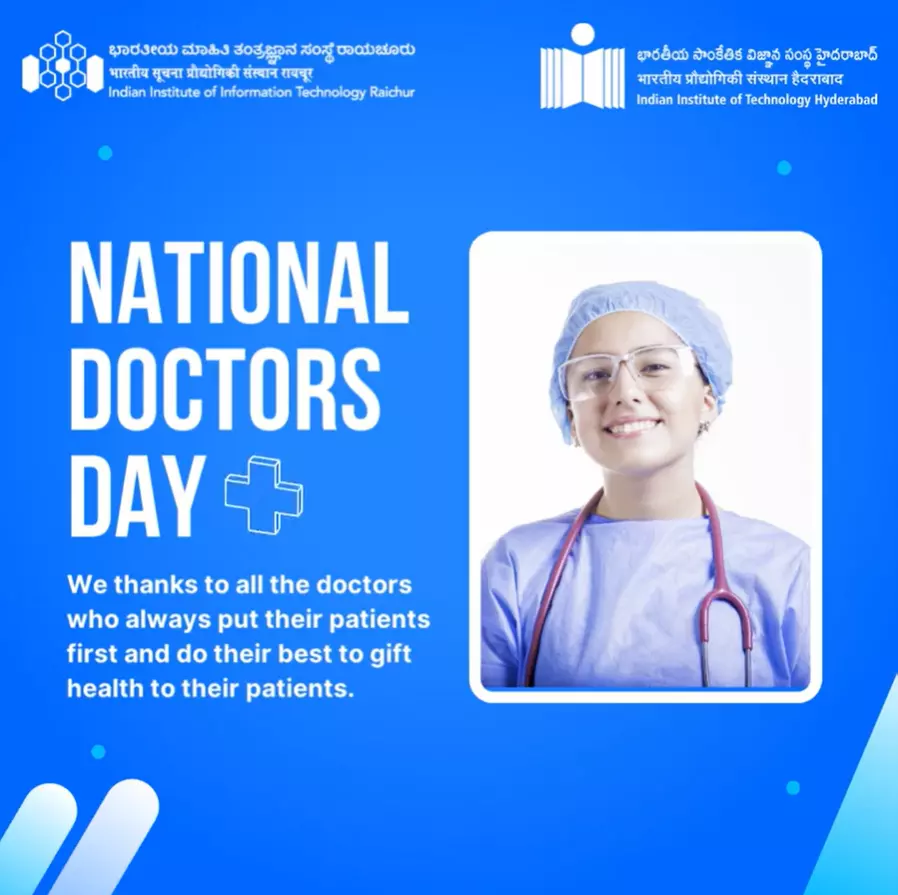 ಭಾರತೀಯ ಮಾಹಿತಿ ತಂತ್ರಜ್ಞಾನ ಸಂಸ್ಥೆ ರಾಯಚೂರು
भारतीय सूचना प्रौद्योगिकी संस्थान रायचूर
Indian Institute of Information Technology Raichur
భారతీయ సాంకేతిక విజ్ఞాన సంస్థ హైదరాబాద్
भारतीय प्रौद्योगिकी संस्थान हैदराबाद
Indian Institute of Technology Hyderabad
NATIONAL
DOCTORS
DAY
We thanks to all the doctors
who always put their patients
first and do their best to gift
health to their patients.